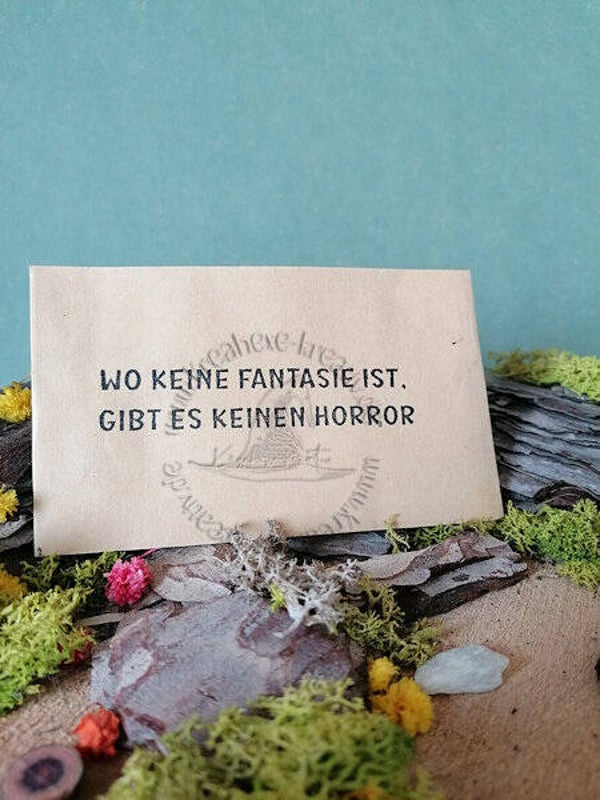 WO KEINE FANTASIE IST,
GIBT ES KEINEN HORROR